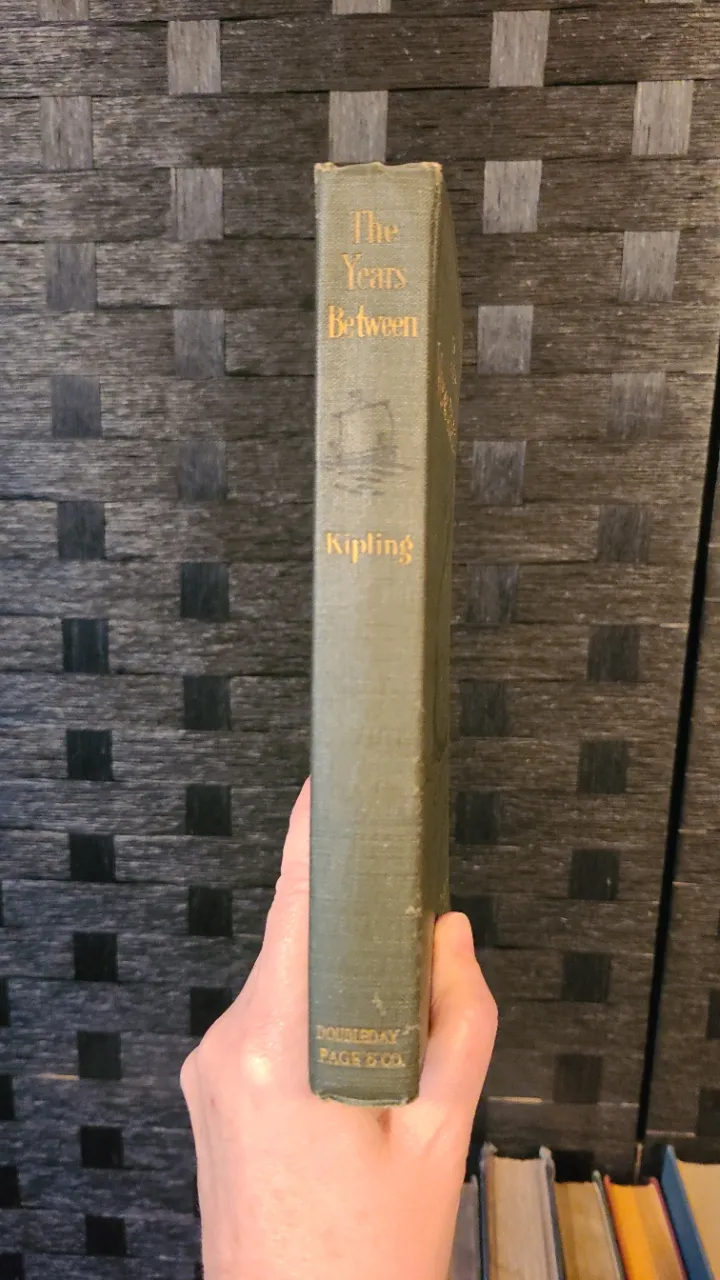 The
Years
Between
Kipling
DOUBLEDAY
PAGE & CO.